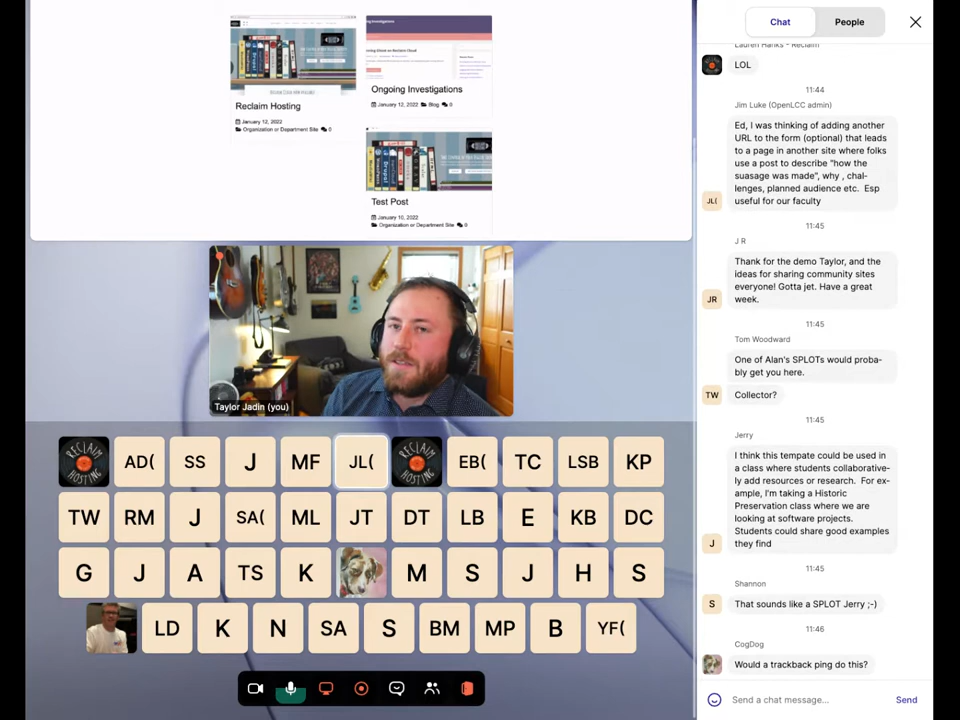 Reclaim Hosting
January 12, 2022
Organization or Department Site 0
Ongoing Investigations
January 12, 2022 Blog 0
Test Post
January 10, 2022
Organization or Department Site 0
Taylor Jadin (you)
RECLAIM HOSTING AD( SS J MF JL( RECLAIM HOSTING EB( TC LSB KP
TW RM J SA( ML JT DT LB E KB DC
G J A TS K M S J H S
LD K N SA S BM MP B YF(
Chat People
Lauren Hanks - Reclaim
LOL
11:44
Jim Luke (OpenLCC admin)
Ed, I was thinking of adding another
URL to the form (optional) that leads
to a page in another site where folks
use a post to describe "how the
suasage was made", why , chal-
lenges, planned audience etc. Esp
useful for our faculty
JL(
11:45
J R
Thank for the demo Taylor, and the
ideas for sharing community sites
everyone! Gotta jet. Have a great
week.
JR
11:45
Tom Woodward
One of Alan's SPLOTs would proba-
bly get you here.
TW
Collector?
11:45
Jerry
I think this tempate could be used in
a class where students collaborative-
ly add resources or research. For ex-
ample, I'm taking a Historic
Preservation class where we are
looking at software projects.
Students could share good examples
they find
J
11:45
Shannon
S
That sounds like a SPLOT Jerry ;-)
11:46
CogDog
Would a trackback ping do this?
Send a chat message...
Send